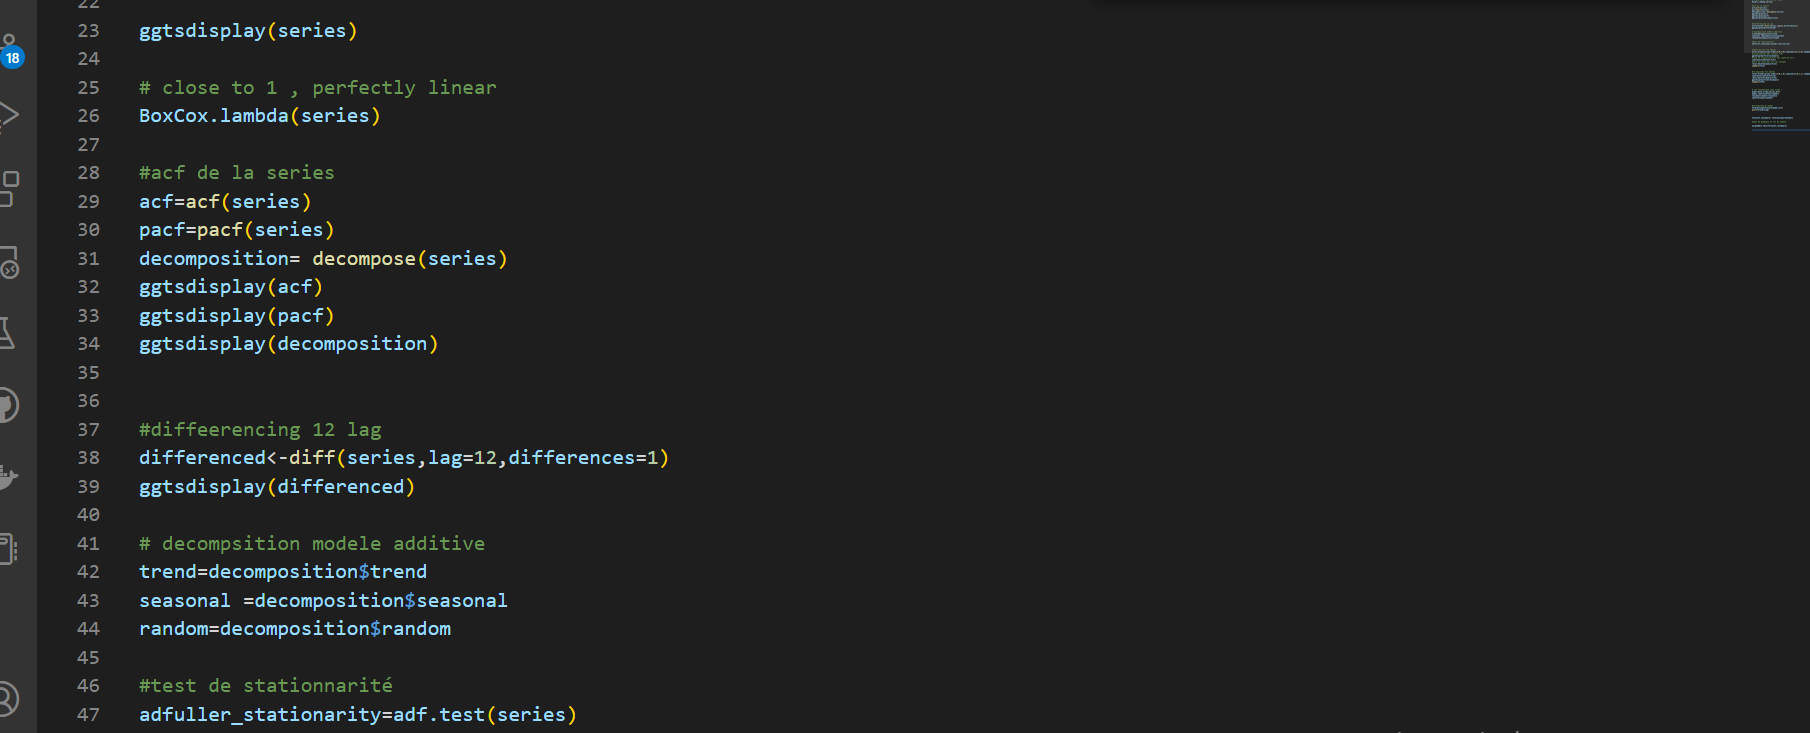 22
23 ggtsdisplay(series)
24
25 # close to 1 , perfectly linear
26 BoxCox.lambda(series)
27
28 #acf de la series
29 acf=acf(series)
30 pacf=pacf(series)
31 decomposition= decompose(series)
32 ggtsdisplay(acf)
33 ggtsdisplay(pacf)
34 ggtsdisplay(decomposition)
35
36
37 #diffeerencing 12 lag
38 differenced<-diff(series,lag=12,differences=1)
39 ggtsdisplay(differenced)
40
41 # decompsition modele additive
42 trend=decomposition$trend
43 seasonal =decomposition$seasonal
44 random=decomposition$random
45
46 #test de stationnarité
47 adfuller_stationarity=adf.test(series)
18